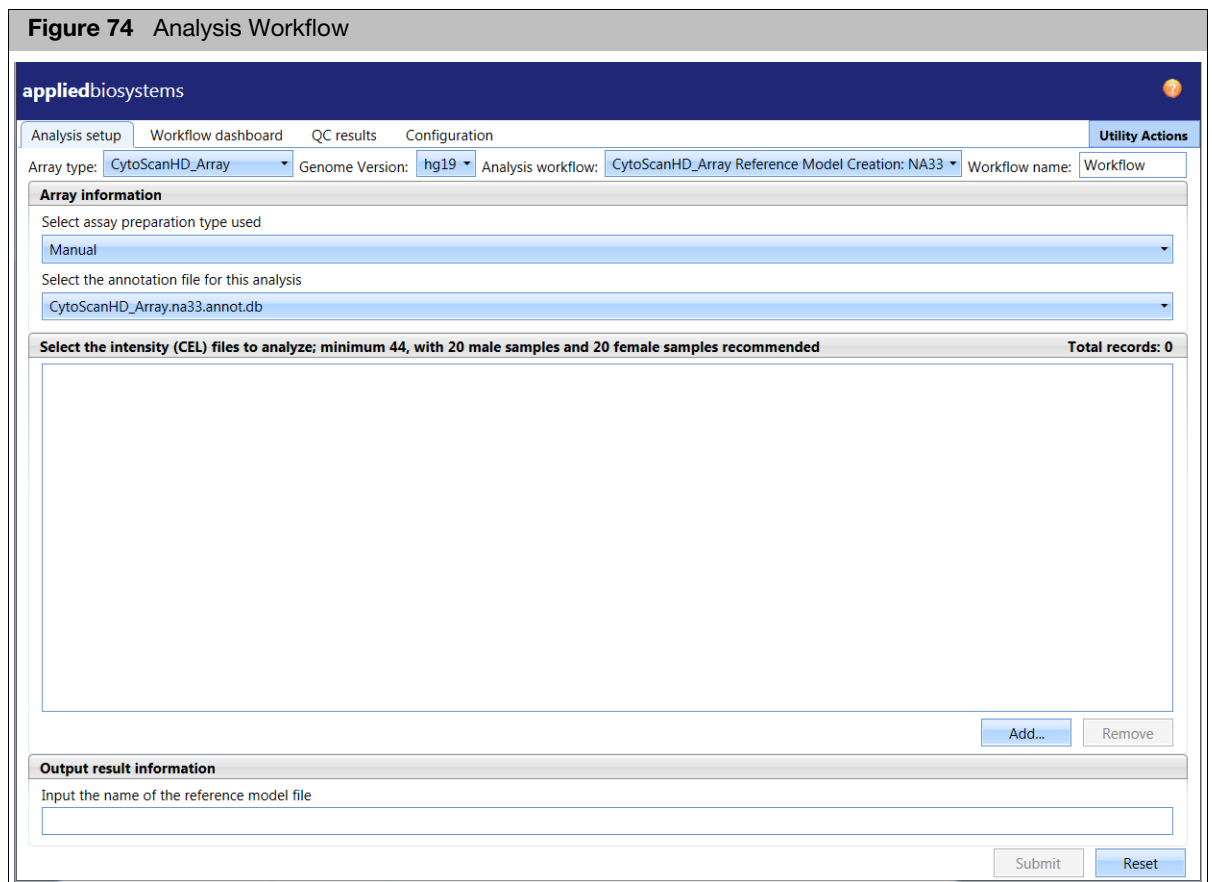 Figure 74 Analysis Workflow
appliedbiosystems
?
Analysis setup Workflow dashboard QC results Configuration Utility Actions
Array type: CytoScanHD_Array Genome Version: hg19 Analysis workflow: CytoScanHD_Array Reference Model Creation: NA33 Workflow name: Workflow
Array information
Select assay preparation type used
Manual
Select the annotation file for this analysis
CytoScanHD_Array.na33.annot.db
Select the intensity (CEL) files to analyze; minimum 44, with 20 male samples and 20 female samples recommended Total records: 0
Add... Remove
Output result information
Input the name of the reference model file
Submit Reset